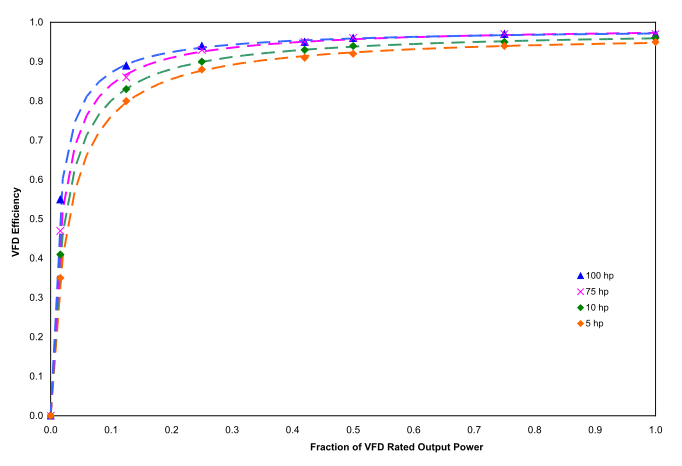 1.0
0.9
0.8
0.7
0.6
0.5
0.4
0.3
0.2
0.1
0.0
VFD Efficiency
100 hp
75 hp
10 hp
5 hp
0.0 0.1 0.2 0.3 0.4 0.5 0.6 0.7 0.8 0.9 1.0
Fraction of VFD Rated Output Power